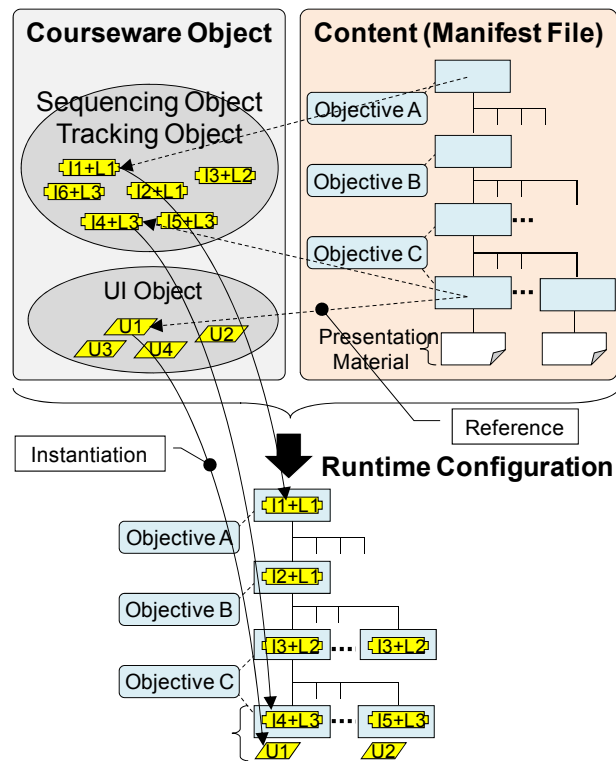 Courseware Object
Sequencing Object
Tracking Object
I1+L1
I3+L2
I6+L3
I2+L1
I4+L3
I5+L3
UI Object
U1
U2
U3
U4
Content (Manifest File)
Objective A
Objective B
...
Objective C
...
Presentation
Material
Reference
Instantiation
Runtime Configuration
I1+L1
Objective A
I2+L1
Objective B
I3+L2
...
I3+L2
Objective C
I4+L3
...
I5+L3
U1
U2